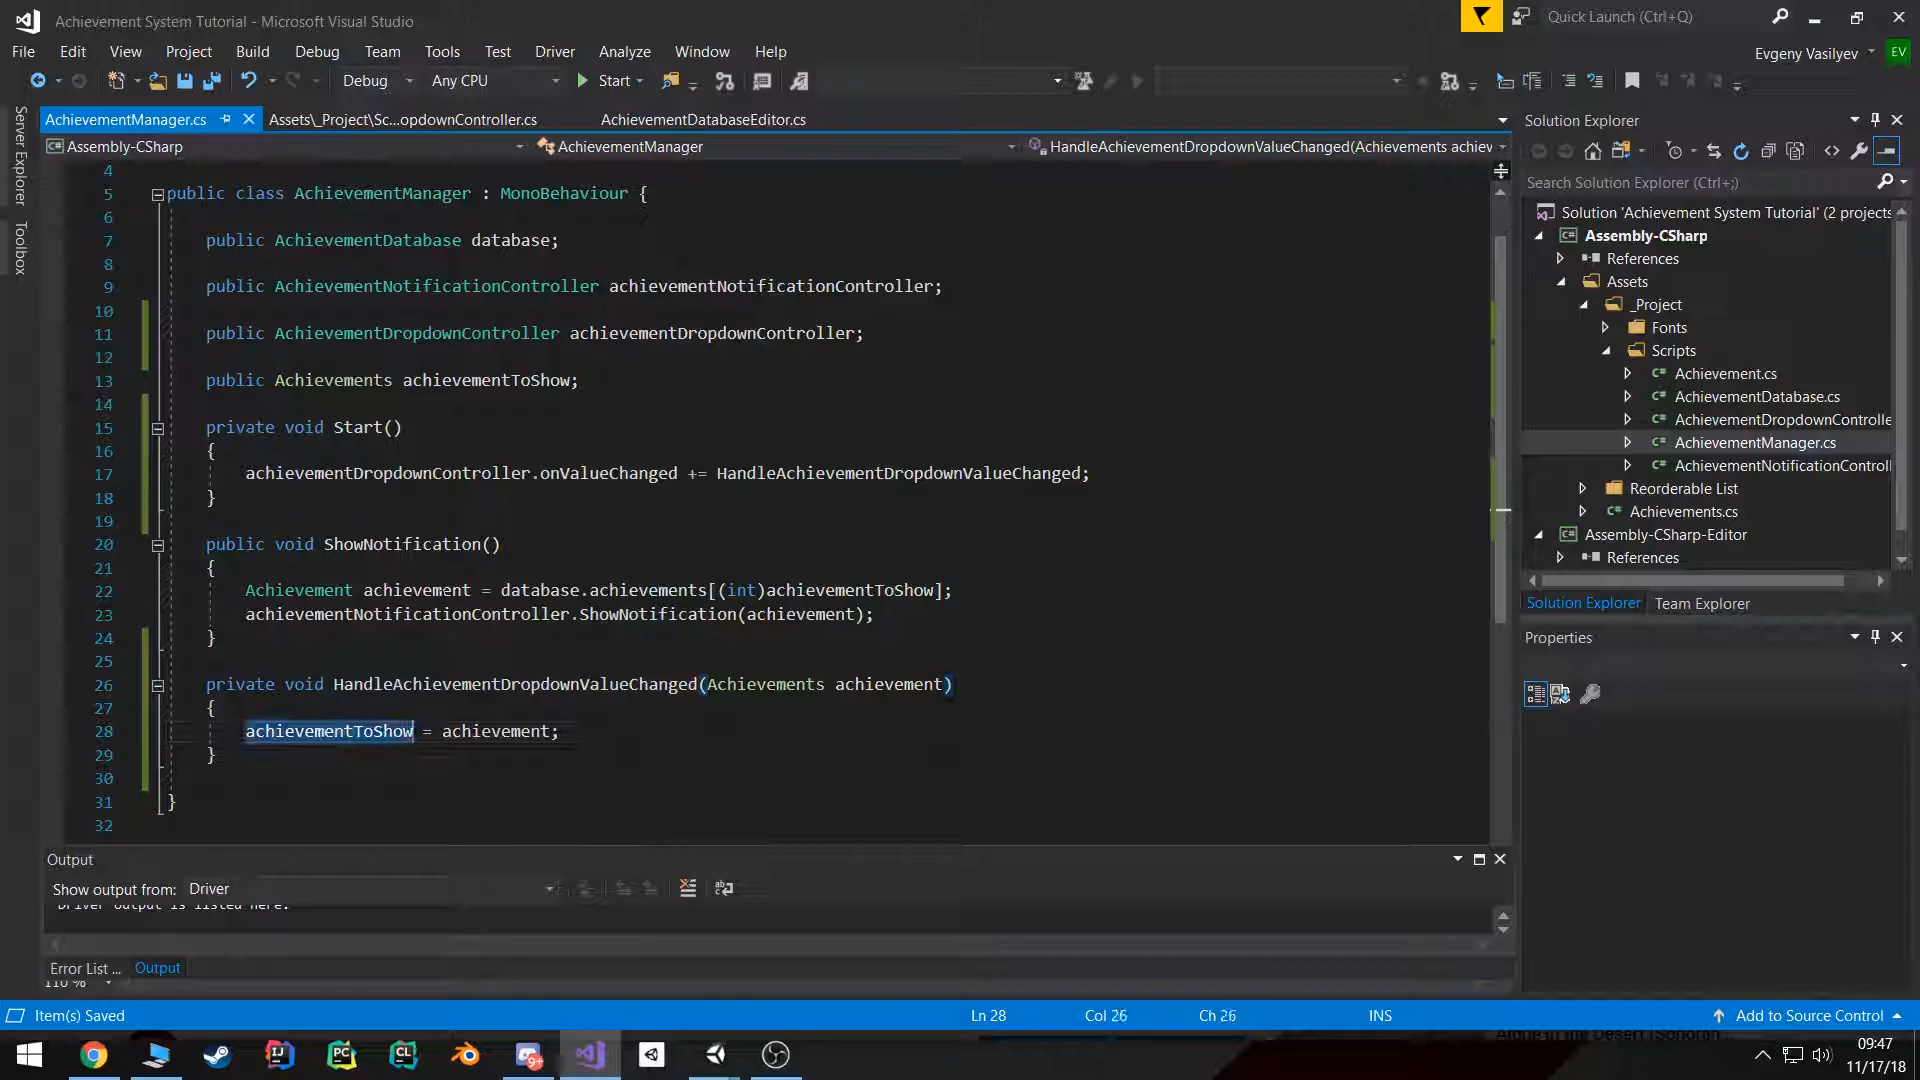 Achievement System Tutorial - Microsoft Visual Studio
Quick Launch (Ctrl+Q)
File Edit View Project Build Debug Team Tools Test Driver Analyze Window Help
Evgeny Vasilyev EV
Debug Any CPU Start
Server Explorer
Toolbox
AchievementManager.cs
Assets\_Project\Sc...opdownController.cs
AchievementDatabaseEditor.cs
Assembly-CSharp
AchievementManager
HandleAchievementDropdownValueChanged(Achievements achiev
4
5 public class AchievementManager : MonoBehaviour {
6
7 public AchievementDatabase database;
8
9 public AchievementNotificationController achievementNotificationController;
10
11 public AchievementDropdownController achievementDropdownController;
12
13 public Achievements achievementToShow;
14
15 private void Start()
16 {
17 achievementDropdownController.onValueChanged += HandleAchievementDropdownValueChanged;
18 }
19
20 public void ShowNotification()
21 {
22 Achievement achievement = database.achievements[(int)achievementToShow];
23 achievementNotificationController.ShowNotification(achievement);
24 }
25
26 private void HandleAchievementDropdownValueChanged(Achievements achievement)
27 {
28 achievementToShow = achievement;
29 }
30
31 }
32
Solution Explorer
Search Solution Explorer (Ctrl+;)
Solution 'Achievement System Tutorial' (2 projects
Assembly-CSharp
References
Assets
_Project
Fonts
Scripts
Achievement.cs
AchievementDatabase.cs
AchievementDropdownControlle
AchievementManager.cs
AchievementNotificationControll
Reorderable List
Achievements.cs
Assembly-CSharp-Editor
References
Solution Explorer Team Explorer
Properties
Output
Show output from: Driver
Driver output is listed here.
Error List ... Output
110 %
Item(s) Saved
Ln 28 Col 26 Ch 26 INS
Add to Source Control
09:47
11/17/18